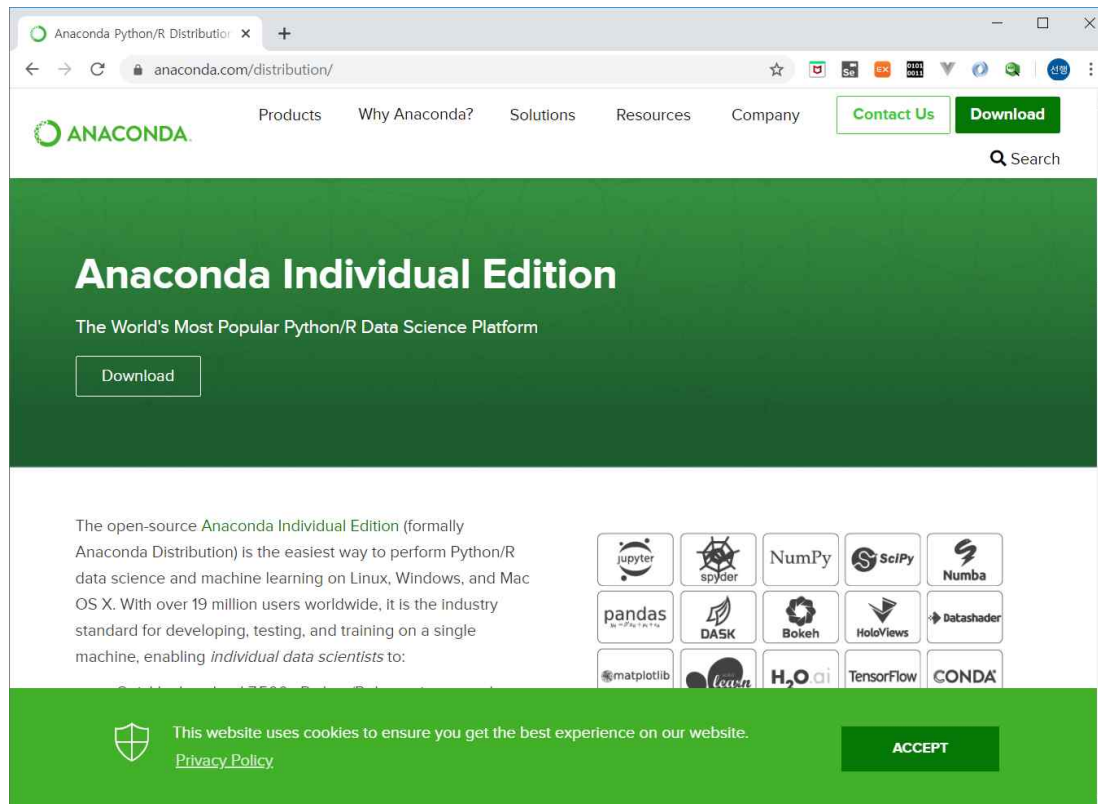 Anaconda Python/R Distributior
anaconda.com/distribution/
Se
EX
0101
0011
선행
ANACONDA.
Products
Why Anaconda?
Solutions
Resources
Company
Contact Us
Download
Search
Anaconda Individual Edition
The World's Most Popular Python/R Data Science Platform
Download
The open-source Anaconda Individual Edition (formally
Anaconda Distribution) is the easiest way to perform Python/R
data science and machine learning on Linux, Windows, and Mac
OS X. With over 19 million users worldwide, it is the industry
standard for developing, testing, and training on a single
machine, enabling individual data scientists to:
jupyter
spyder
NumPy
SciPy
Numba
pandas
DASK
Bokeh
HoloViews
Datashader
matplotlib
learn
H2O.ai
TensorFlow
CONDA
This website uses cookies to ensure you get the best experience on our website.
Privacy Policy
ACCEPT